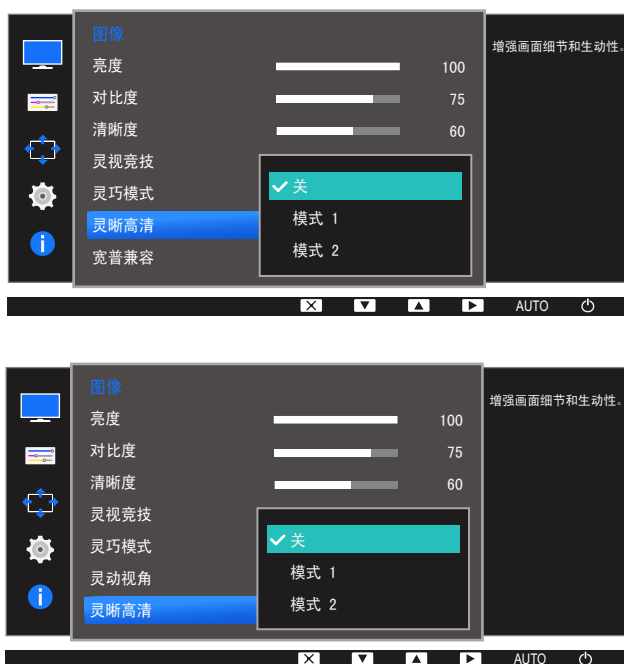 图像
增强画面细节和生动性。
亮度 100
对比度 75
清晰度 60
灵视竞技
灵巧模式 关
灵晰高清 模式 1
宽普兼容 模式 2
AUTO
图像
增强画面细节和生动性。
亮度 100
对比度 75
清晰度 60
灵视竞技
灵巧模式 关
灵动视角 模式 1
灵晰高清 模式 2
AUTO